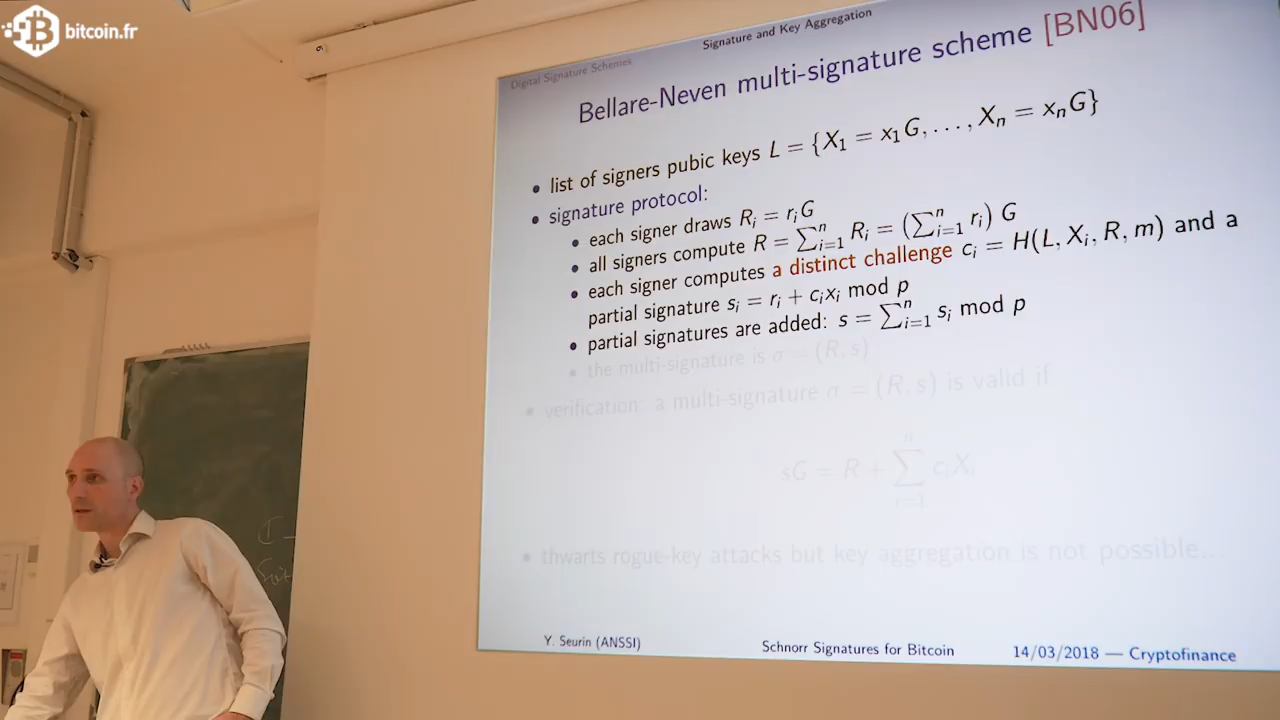 bitcoin.fr
Signature and Key Aggregation
Digital Signature Schemes
Bellare-Neven multi-signature scheme [BN06]
• list of signers pubic keys L = {X₁ = x₁G, . . . , Xₙ = xₙG}
• signature protocol:
• each signer draws Rᵢ = rᵢG
• all signers compute R = ∑ⁿᵢ₌₁ Rᵢ = (∑ⁿᵢ₌₁ rᵢ) G
• each signer computes a distinct challenge cᵢ = H(L, Xᵢ, R, m) and a
partial signature sᵢ = rᵢ + cᵢxᵢ mod p
• partial signatures are added: s = ∑ⁿᵢ₌₁ sᵢ mod p
• the multi-signature is σ = (R, s)
• verification: a multi-signature σ = (R, s) is valid if
sG = R + ∑ⁿᵢ₌₁ cᵢXᵢ
• thwarts rogue-key attacks but key aggregation is not possible...
Y. Seurin (ANSSI)
Schnorr Signatures for Bitcoin
14/03/2018 — Cryptofinance